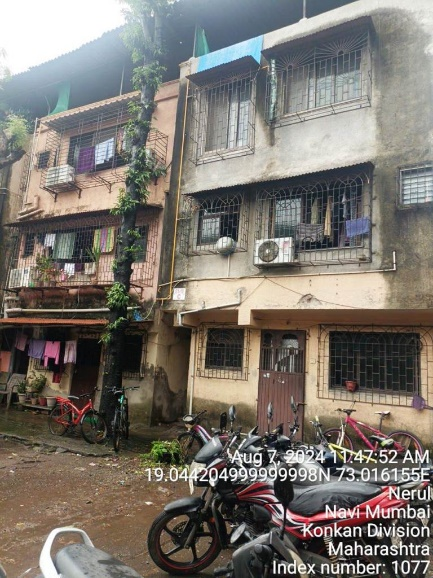 Aug 7, 2024 11:47:52 AM
19.044204999999998N 73.016155E
Nerul
Navi Mumbai
Konkan Division
Maharashtra
Index number: 1077